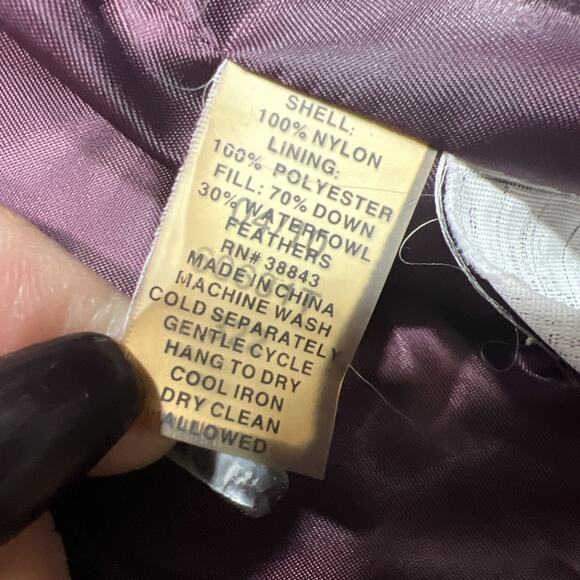 SHELL:
100% NYLON
LINING:
100% POLYESTER
FILL: 70% DOWN
30% WATERFOWL
FEATHERS
RN# 38843
MADE IN CHINA
MACHINE WASH
COLD SEPARATELY
GENTLE CYCLE
HANG TO DRY
COOL IRON
DRY CLEAN
ALLOWED